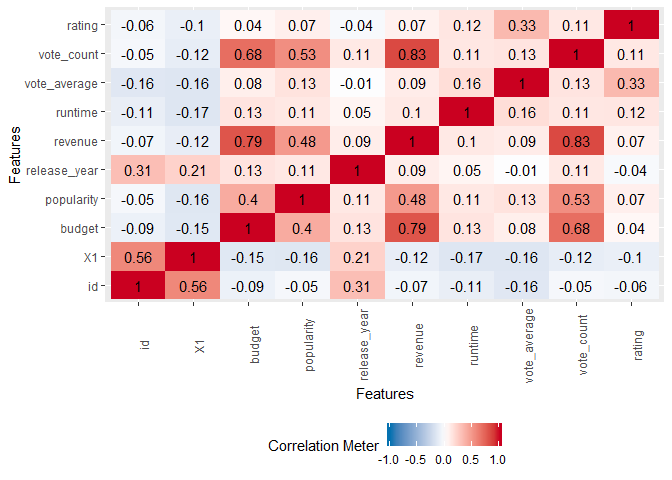 rating -0.06 -0.1 0.04 0.07 -0.04 0.07 0.12 0.33 0.11 1
vote_count -0.05 -0.12 0.68 0.53 0.11 0.83 0.11 0.13 1 0.11
vote_average -0.16 -0.16 0.08 0.13 -0.01 0.09 0.16 1 0.13 0.33
runtime -0.11 -0.17 0.13 0.11 0.05 0.1 1 0.16 0.11 0.12
revenue -0.07 -0.12 0.79 0.48 0.09 1 0.1 0.09 0.83 0.07
release_year 0.31 0.21 0.13 0.11 1 0.09 0.05 -0.01 0.11 -0.04
popularity -0.05 -0.16 0.4 1 0.11 0.48 0.11 0.13 0.53 0.07
budget -0.09 -0.15 1 0.4 0.13 0.79 0.13 0.08 0.68 0.04
X1 0.56 1 -0.15 -0.16 0.21 -0.12 -0.17 -0.16 -0.12 -0.1
id 1 0.56 -0.09 -0.05 0.31 -0.07 -0.11 -0.16 -0.05 -0.06
Features
id X1 budget popularity release_year revenue runtime vote_average vote_count rating
Features
Correlation Meter
-1.0 -0.5 0.0 0.5 1.0